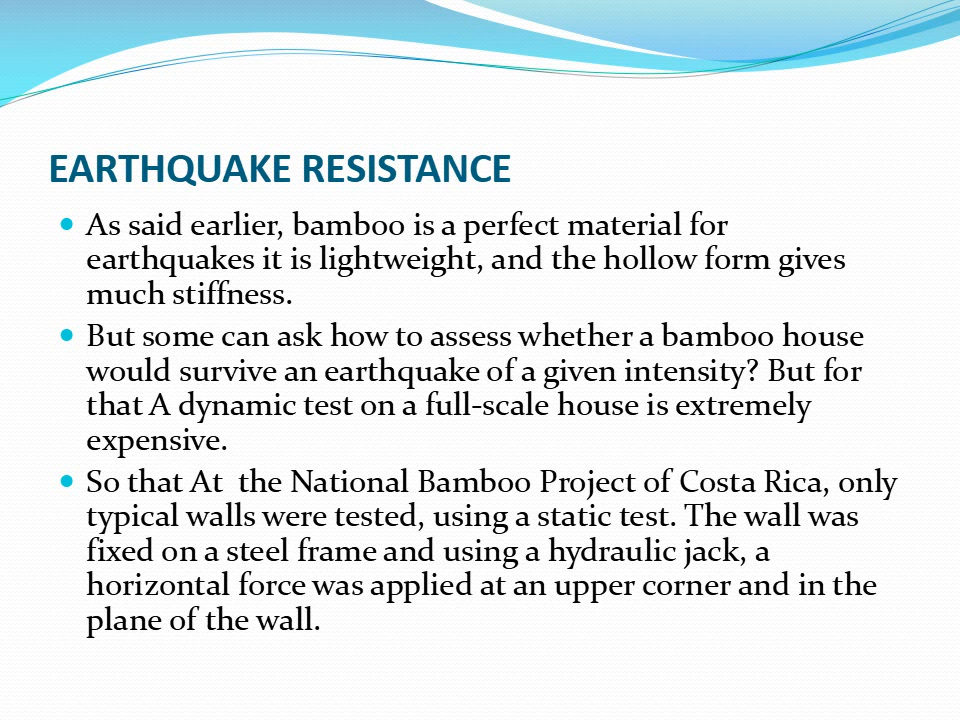 EARTHQUAKE RESISTANCE
As said earlier, bamboo is a perfect material for
earthquakes it is lightweight, and the hollow form gives
much stiffness.
But some can ask how to assess whether a bamboo house
would survive an earthquake of a given intensity? But for
that A dynamic test on a full-scale house is extremely
expensive.
So that At  the National Bamboo Project of Costa Rica, only
typical walls were tested, using a static test. The wall was
fixed on a steel frame and using a hydraulic jack, a
horizontal force was applied at an upper corner and in the
plane of the wall.